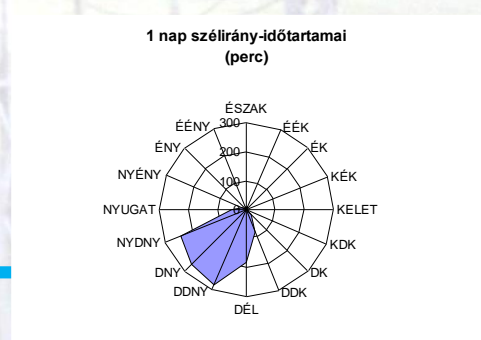 1 nap szélirány-időtartamai
(perc)
ÉSZAK
ÉÉK
ÉK
KÉK
KELET
KDK
DK
DDK
DÉL
DDNY
DNY
NYDNY
NYUGAT
NYÉNY
ÉNY
ÉÉNY
300
200
100
0